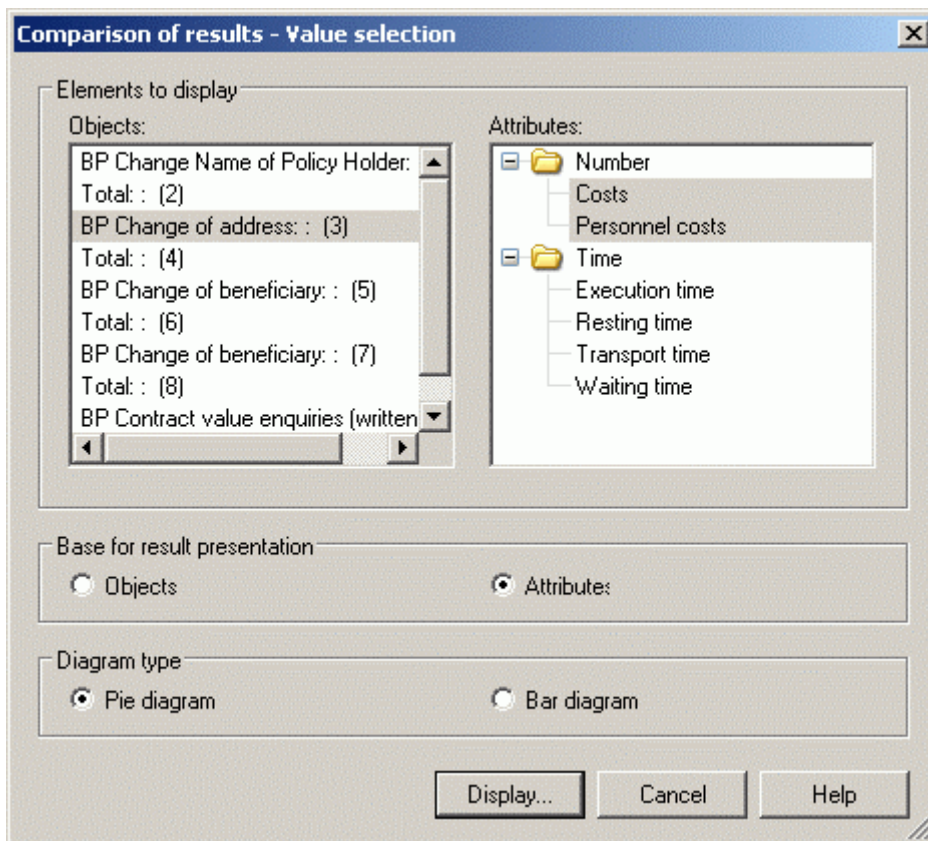 Comparison of results - Value selection
Elements to display
Objects:
BP Change Name of Policy Holder:
Total: : (2)
BP Change of address: : (3)
Total: : (4)
BP Change of beneficiary: : (5)
Total: : (6)
BP Change of beneficiary: : (7)
Total: : (8)
BP Contract value enquiries (written
Attributes:
Number
Costs
Personnel costs
Time
Execution time
Resting time
Transport time
Waiting time
Base for result presentation
Objects
Attributes
Diagram type
Pie diagram
Bar diagram
Display...
Cancel
Help